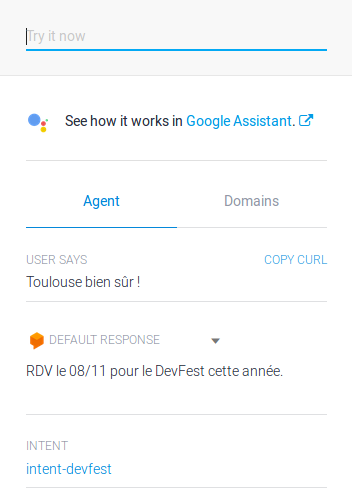 Try it now
See how it works in Google Assistant.
Agent Domains
USER SAYS COPY CURL
Toulouse bien sûr !
DEFAULT RESPONSE
RDV le 08/11 pour le DevFest cette année.
INTENT
intent-devfest